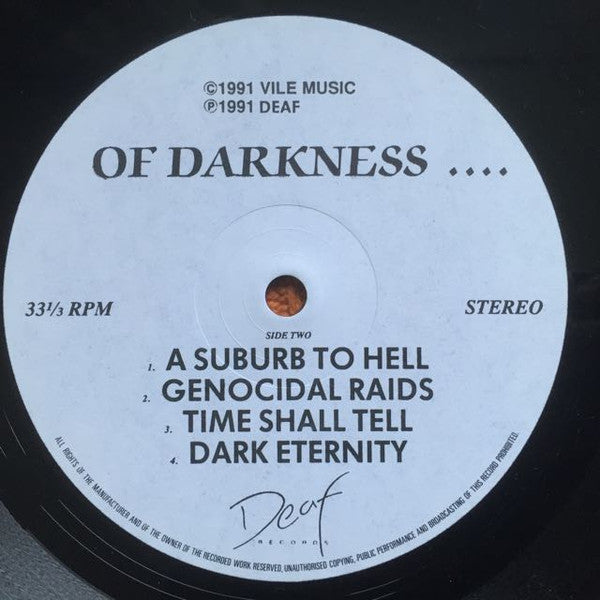 ©1991 VILE MUSIC
℗1991 DEAF
OF DARKNESS ....
33⅓ RPM
STEREO
SIDE TWO
1. A SUBURB TO HELL
2. GENOCIDAL RAIDS
3. TIME SHALL TELL
4. DARK ETERNITY
Deaf
RECORDS
ALL RIGHTS OF THE MANUFACTURER AND OF THE OWNER OF THE RECORDED WORK RESERVED, UNAUTHORISED COPYING, PUBLIC PERFORMANCE AND BROADCASTING OF THIS RECORD PROHIBITED.